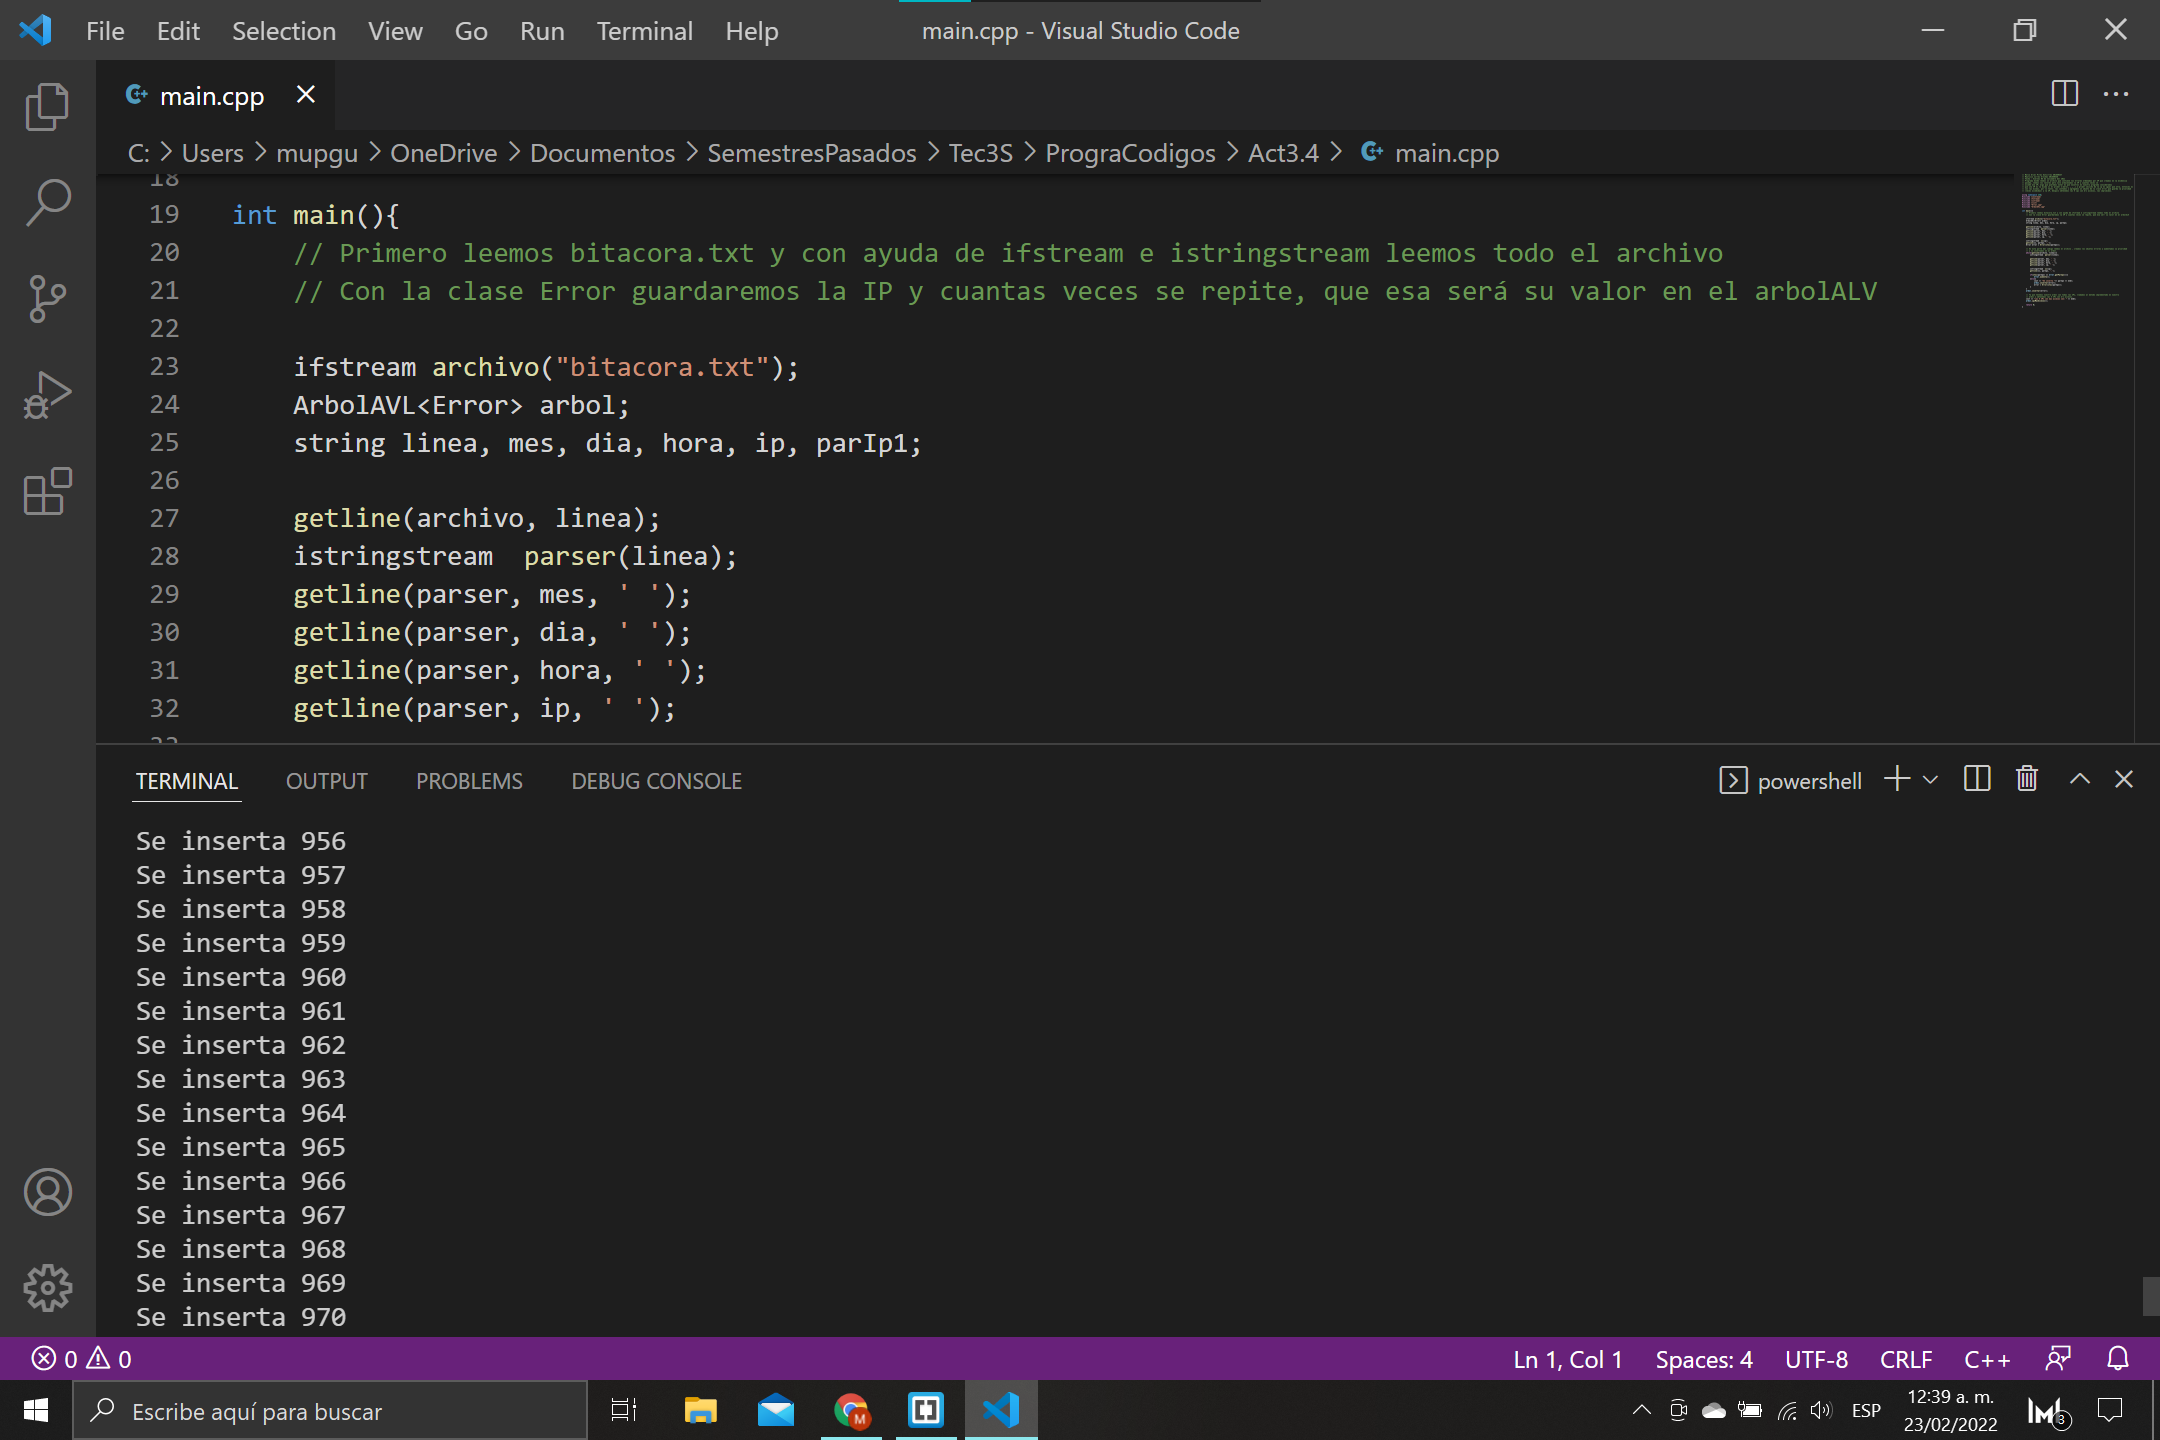 File Edit Selection View Go Run Terminal Help main.cpp - Visual Studio Code
main.cpp
C: > Users > mupgu > OneDrive > Documentos > SemestresPasados > Tec3S > PrograCodigos > Act3.4 > main.cpp
18
19 int main(){
20 // Primero leemos bitacora.txt y con ayuda de ifstream e istringstream leemos todo el archivo
21 // Con la clase Error guardaremos la IP y cuantas veces se repite, que esa será su valor en el arbolALV
22
23 ifstream archivo("bitacora.txt");
24 ArbolAVL<Error> arbol;
25 string linea, mes, dia, hora, ip, parIp1;
26
27 getline(archivo, linea);
28 istringstream  parser(linea);
29 getline(parser, mes, ' ');
30 getline(parser, dia, ' ');
31 getline(parser, hora, ' ');
32 getline(parser, ip, ' ');
33
TERMINAL OUTPUT PROBLEMS DEBUG CONSOLE powershell
Se inserta 956
Se inserta 957
Se inserta 958
Se inserta 959
Se inserta 960
Se inserta 961
Se inserta 962
Se inserta 963
Se inserta 964
Se inserta 965
Se inserta 966
Se inserta 967
Se inserta 968
Se inserta 969
Se inserta 970
0 0 Ln 1, Col 1 Spaces: 4 UTF-8 CRLF C++
Escribe aquí para buscar
M
ESP
12:39 a. m.
23/02/2022
3